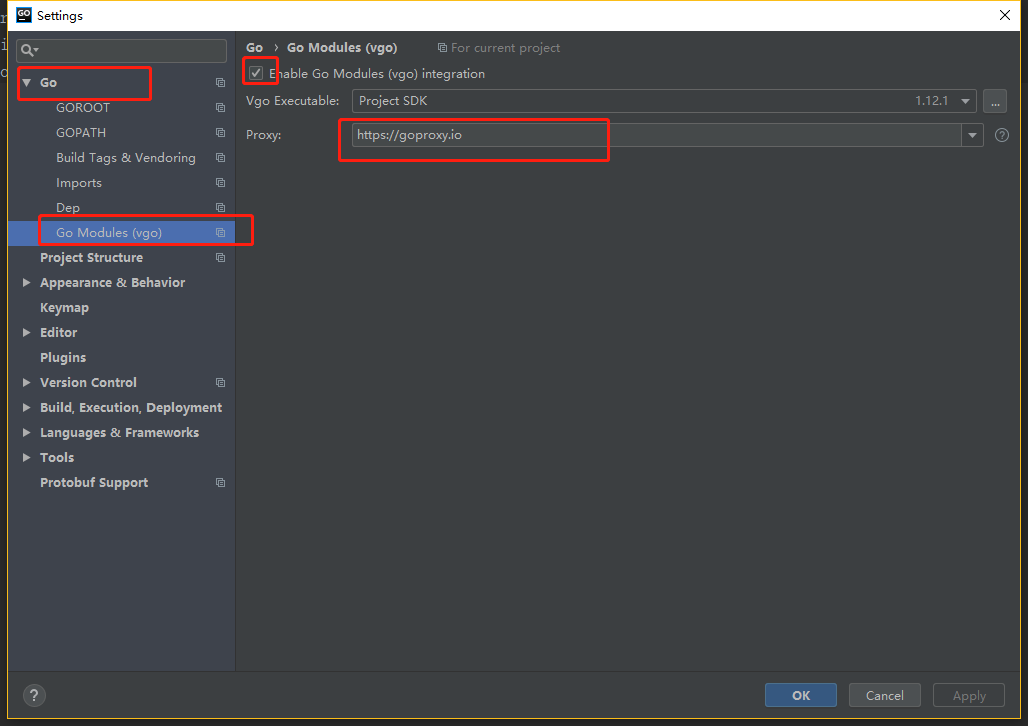 GO Settings
Go
GOROOT
GOPATH
Build Tags & Vendoring
Imports
Dep
Go Modules (vgo)
Project Structure
Appearance & Behavior
Keymap
Editor
Plugins
Version Control
Build, Execution, Deployment
Languages & Frameworks
Tools
Protobuf Support
Go › Go Modules (vgo) For current project
Enable Go Modules (vgo) integration
Vgo Executable: Project SDK 1.12.1 ...
Proxy: https://goproxy.io ?
? OK Cancel Apply